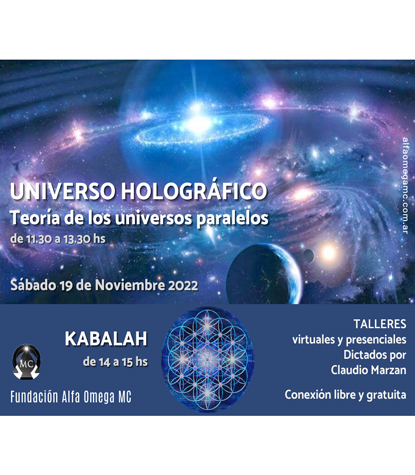 alfaomegamc.com.ar
UNIVERSO HOLOGRÁFICO
Teoría de los universos paralelos
de 11.30 a 13.30 hs
Sábado 19 de Noviembre 2022
KABALAH
de 14 a 15 hs
MC
Fundación Alfa Omega MC
TALLERES
virtuales y presenciales
Dictados por
Claudio Marzan
Conexión libre y gratuita